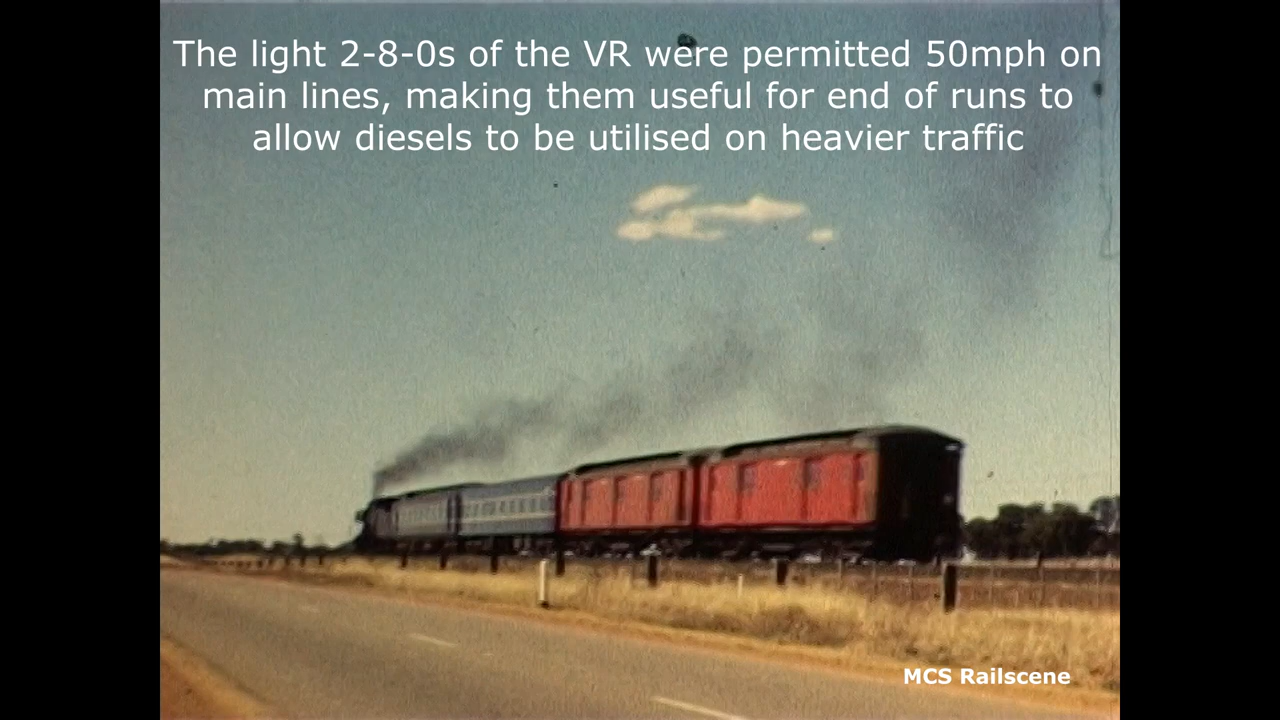 The light 2-8-0s of the VR were permitted 50mph on
main lines, making them useful for end of runs to
allow diesels to be utilised on heavier traffic
MCS Railscene